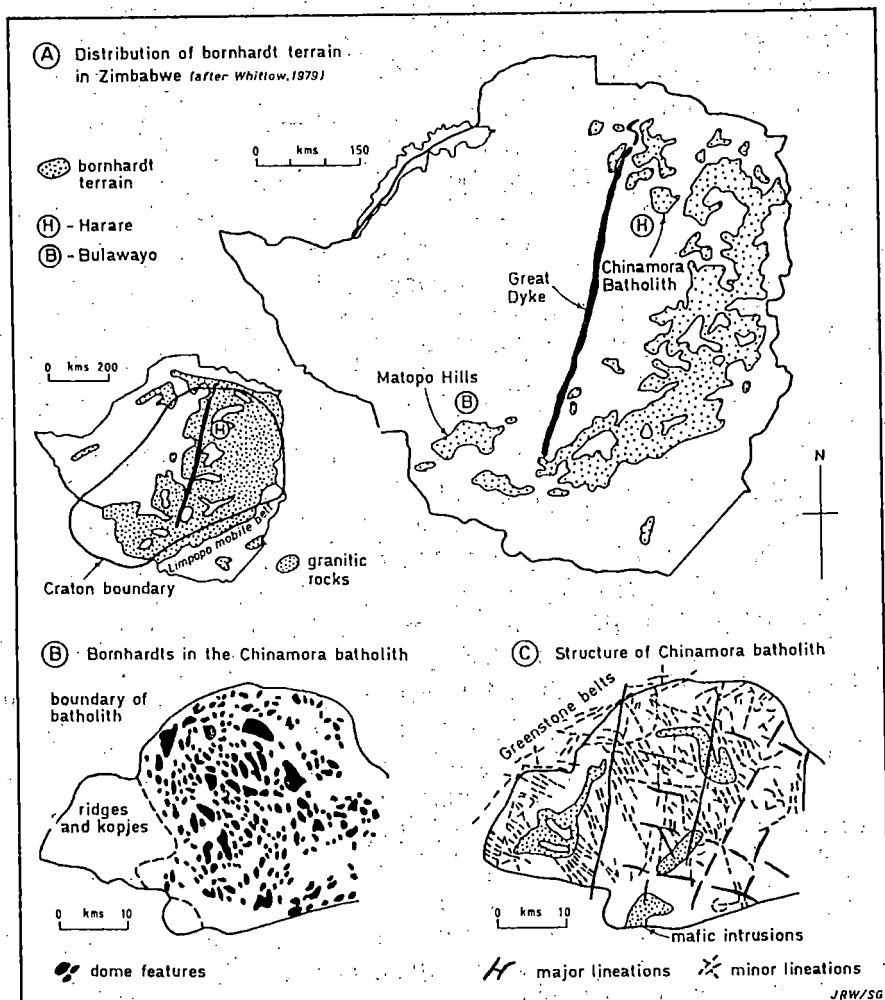 (A) Distribution of bornhardt terrain
in Zimbabwe (after Whitlow, 1979)
0 kms 150
bornhardt
terrain
(H) - Harare
(B) - Bulawayo
(H)
Chinamora
Batholith
Great
Dyke
Matopo Hills
(B)
N
0 kms 200
(H)
Limpopo mobile belt
Craton boundary
granitic
rocks
(B) Bornhardts in the Chinamora batholith
boundary of
batholith
ridges
and kopjes
0 kms 10
dome features
(C) Structure of Chinamora batholith
Greenstone belts
0 kms 10
mafic intrusions
major lineations
minor lineations
JRW/SG